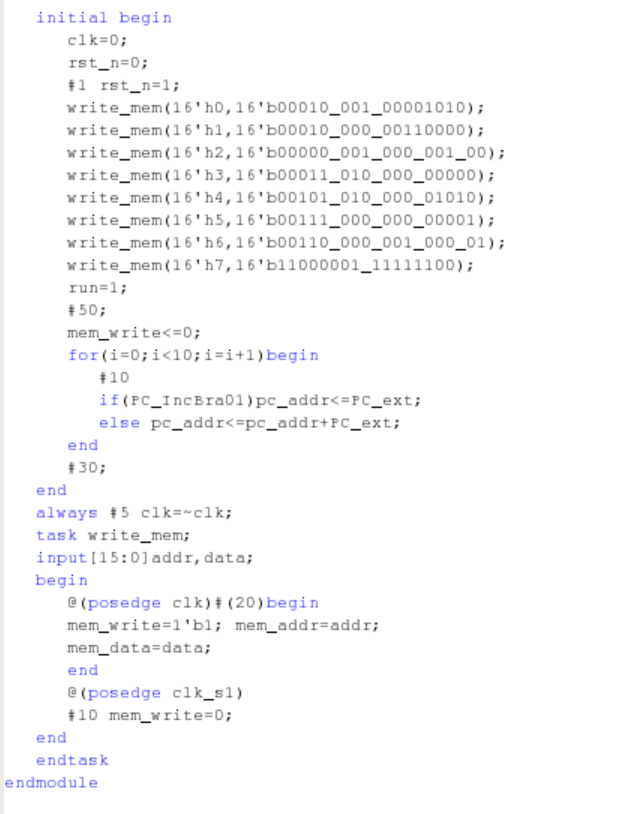 initial begin
clk=0;
rst_n=0;
#1 rst_n=1;
write_mem(16'h0,16'b00010_001_00001010);
write_mem(16'h1,16'b00010_000_00110000);
write_mem(16'h2,16'b00000_001_000_001_00);
write_mem(16'h3,16'b00011_010_000_00000);
write_mem(16'h4,16'b00101_010_000_01010);
write_mem(16'h5,16'b00111_000_000_00001);
write_mem(16'h6,16'b00110_000_001_000_01);
write_mem(16'h7,16'b11000001_11111100);
run=1;
#50;
mem_write<=0;
for(i=0;i<10;i=i+1)begin
#10
if(PC_IncBra01)pc_addr<=PC_ext;
else pc_addr<=pc_addr+PC_ext;
end
#30;
end
always #5 clk=~clk;
task write_mem;
input[15:0]addr,data;
begin
@(posedge clk)#(20)begin
mem_write=1'b1; mem_addr=addr;
mem_data=data;
end
@(posedge clk_s1)
#10 mem_write=0;
end
endtask
endmodule